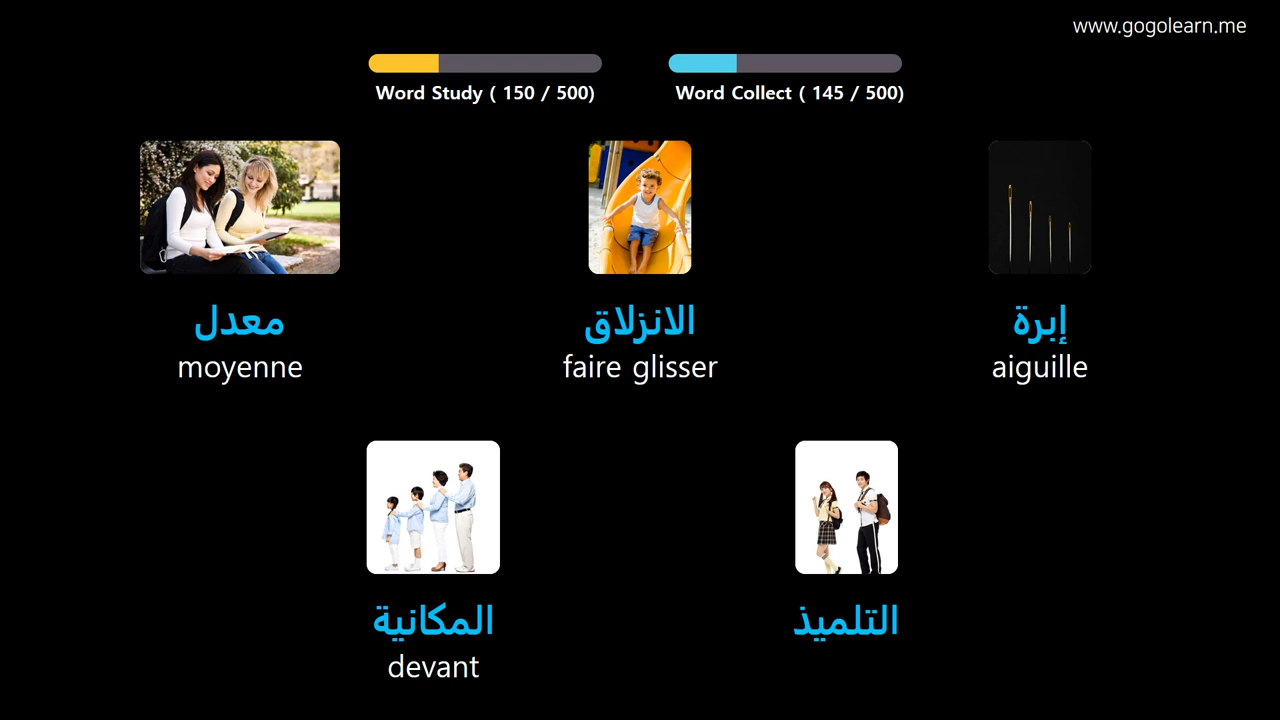 www.gogolearn.me
Word Study ( 150 / 500)
Word Collect ( 145 / 500)
معدل
moyenne
الانزلاق
faire glisser
إبرة
aiguille
المكانية
devant
التلميذ